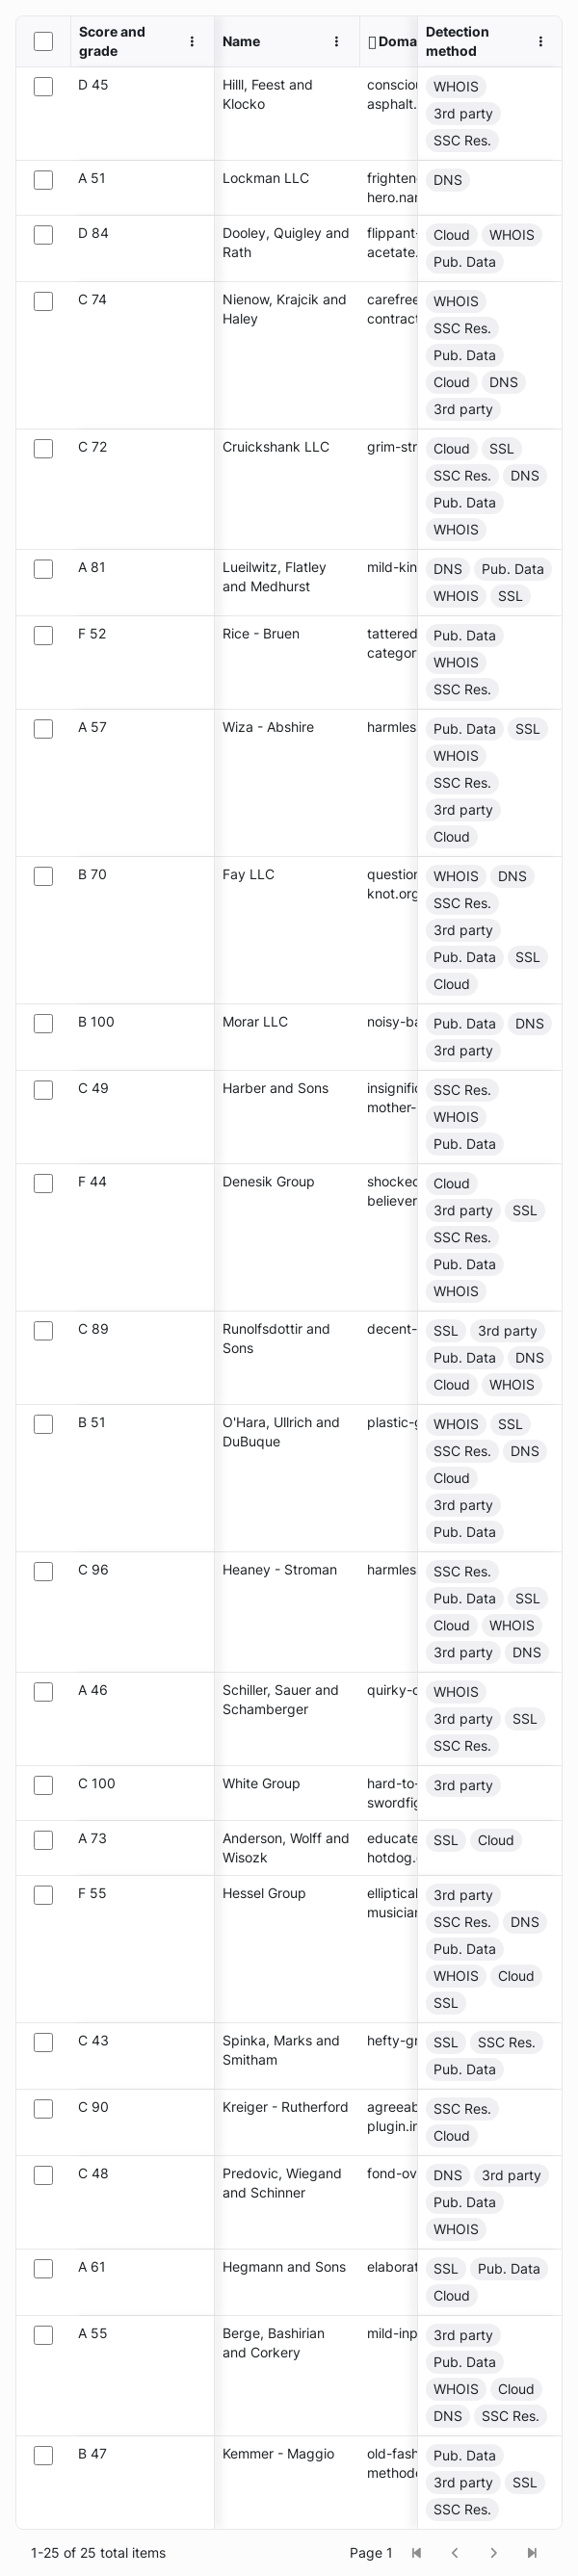 Score and grade Name Doma Detection method
D 45 Hilll, Feest and Klocko asphalt. WHOIS 3rd party SSC Res.
A 51 Lockman LLC DNS
D 84 Dooley, Quigley and Rath acetate. Cloud WHOIS Pub. Data
C 74 Nienow, Krajcik and Haley carefree contract WHOIS SSC Res. Pub. Data Cloud DNS 3rd party
C 72 Cruickshank LLC grim-str Cloud SSL SSC Res. DNS Pub. Data WHOIS
A 81 Lueilwitz, Flatley and Medhurst mild-kin DNS Pub. Data WHOIS SSL
F 52 Rice - Bruen tattered categor Pub. Data WHOIS SSC Res.
A 57 Wiza - Abshire harmles Pub. Data SSL WHOIS SSC Res. 3rd party Cloud
B 70 Fay LLC question knot.org WHOIS DNS SSC Res. 3rd party Pub. Data SSL Cloud
B 100 Morar LLC noisy-ba Pub. Data DNS 3rd party
C 49 Harber and Sons insignific mother- SSC Res. WHOIS Pub. Data
F 44 Denesik Group shocked believer Cloud 3rd party SSL SSC Res. Pub. Data WHOIS
C 89 Runolfsdottir and Sons decent- SSL 3rd party Pub. Data DNS Cloud WHOIS
B 51 O'Hara, Ullrich and DuBuque plastic-g WHOIS SSL SSC Res. DNS Cloud 3rd party Pub. Data
C 96 Heaney - Stroman harmles SSC Res. Pub. Data SSL Cloud WHOIS 3rd party DNS
A 46 Schiller, Sauer and Schamberger quirky-c WHOIS 3rd party SSL SSC Res.
C 100 White Group hard-to- swordfig 3rd party
A 73 Anderson, Wolff and Wisozk educate hotdog. SSL Cloud
F 55 Hessel Group elliptical musician 3rd party SSC Res. DNS Pub. Data WHOIS Cloud SSL
C 43 Spinka, Marks and Smitham hefty-gr SSL SSC Res. Pub. Data
C 90 Kreiger - Rutherford agreeab plugin.in SSC Res. Cloud
C 48 Predovic, Wiegand and Schinner fond-ov DNS 3rd party Pub. Data WHOIS
A 61 Hegmann and Sons elaborat SSL Pub. Data Cloud
A 55 Berge, Bashirian and Corkery mild-inp 3rd party Pub. Data WHOIS Cloud DNS SSC Res.
B 47 Kemmer - Maggio old-fash Pub. Data 3rd party SSL SSC Res.
1-25 of 25 total items Page 1